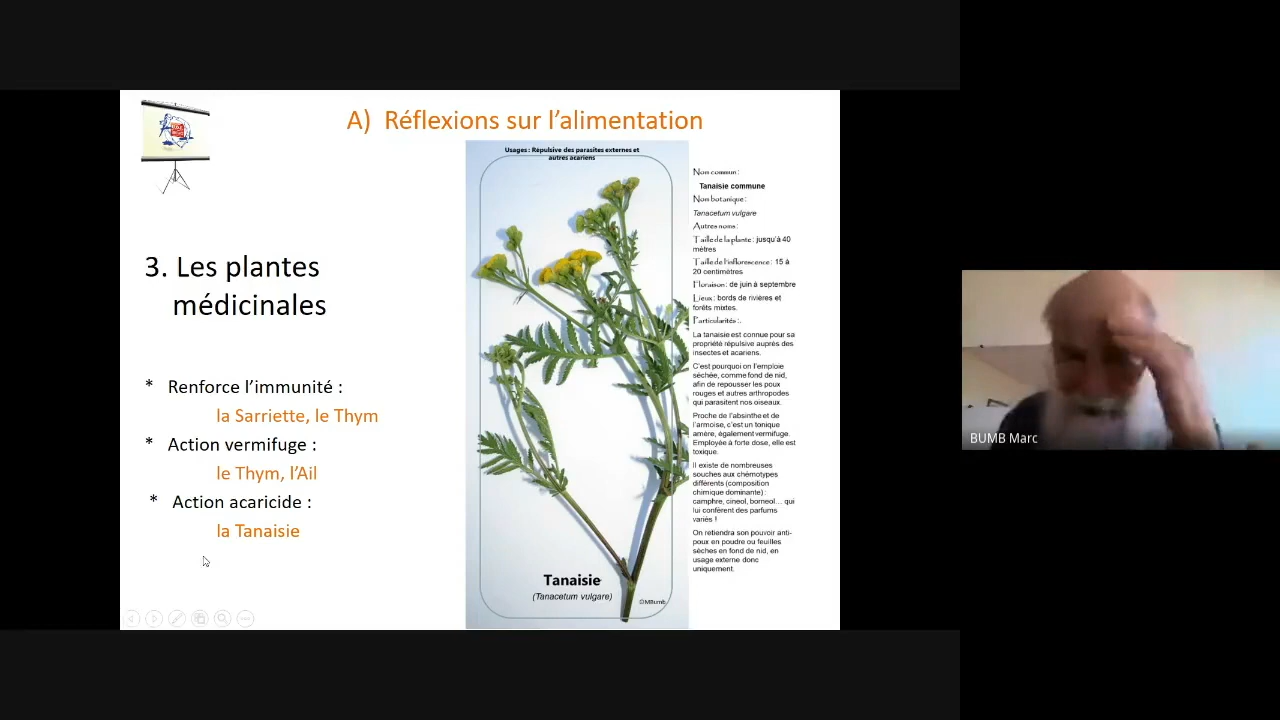 A) Réflexions sur l'alimentation
3. Les plantes
médicinales
* Renforce l'immunité :
la Sarriette, le Thym
* Action vermifuge :
le Thym, l'Ail
* Action acaricide :
la Tanaisie
Usages : Répulsive des parasites externes et
autres acariens
Tanaisie
(Tanacetum vulgare)
©MBumb
Nom commun :
Tanaisie commune
Nom botanique :
Tanacetum vulgare
Autres noms :
Taille de la plante : jusqu'à 40
mètres
Taille de l'inflorescence : 15 à
20 centimètres
Floraison : de juin à septembre
Lieux : bords de rivières et
forêts mixtes.
Particularités :.
La tanaisie est connue pour sa
propriété répulsive auprès des
insectes et acariens.
C'est pourquoi on l'emploie
séchée, comme fond de nid,
afin de repousser les poux
rouges et autres arthropodes
qui parasitent nos oiseaux.
Proche de l'absinthe et de
l'armoise, c'est un tonique
amère, également vermifuge.
Employée à forte dose, elle est
toxique.
Il existe de nombreuses
souches aux chémotypes
différents (composition
chimique dominante) :
camphre, cineol, borneol... qui
lui confèrent des parfums
variés !
On retiendra son pouvoir anti-
poux en poudre ou feuilles
sèches en fond de nid, en
usage externe donc
uniquement.
BUMB Marc